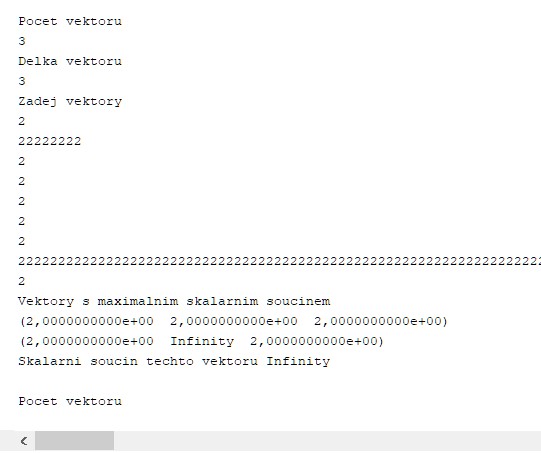 Pocet vektoru
3
Delka vektoru
3
Zadej vektory
2
22222222
2
2
2
2
2
22222222222222222222222222222222222222222222222222222222222222222
2
Vektory s maximalnim skalarnim soucinem
(2,0000000000e+00  2,0000000000e+00  2,0000000000e+00)
(2,0000000000e+00  Infinity  2,0000000000e+00)
Skalarni soucin techto vektoru Infinity
Pocet vektoru